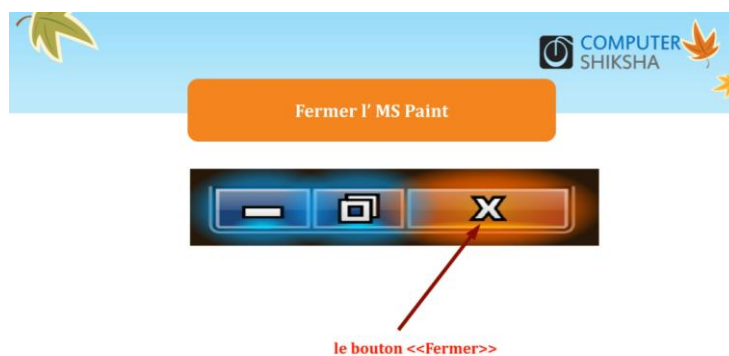 COMPUTER
SHIKSHA
Fermer l' MS Paint
le bouton <<Fermer>>